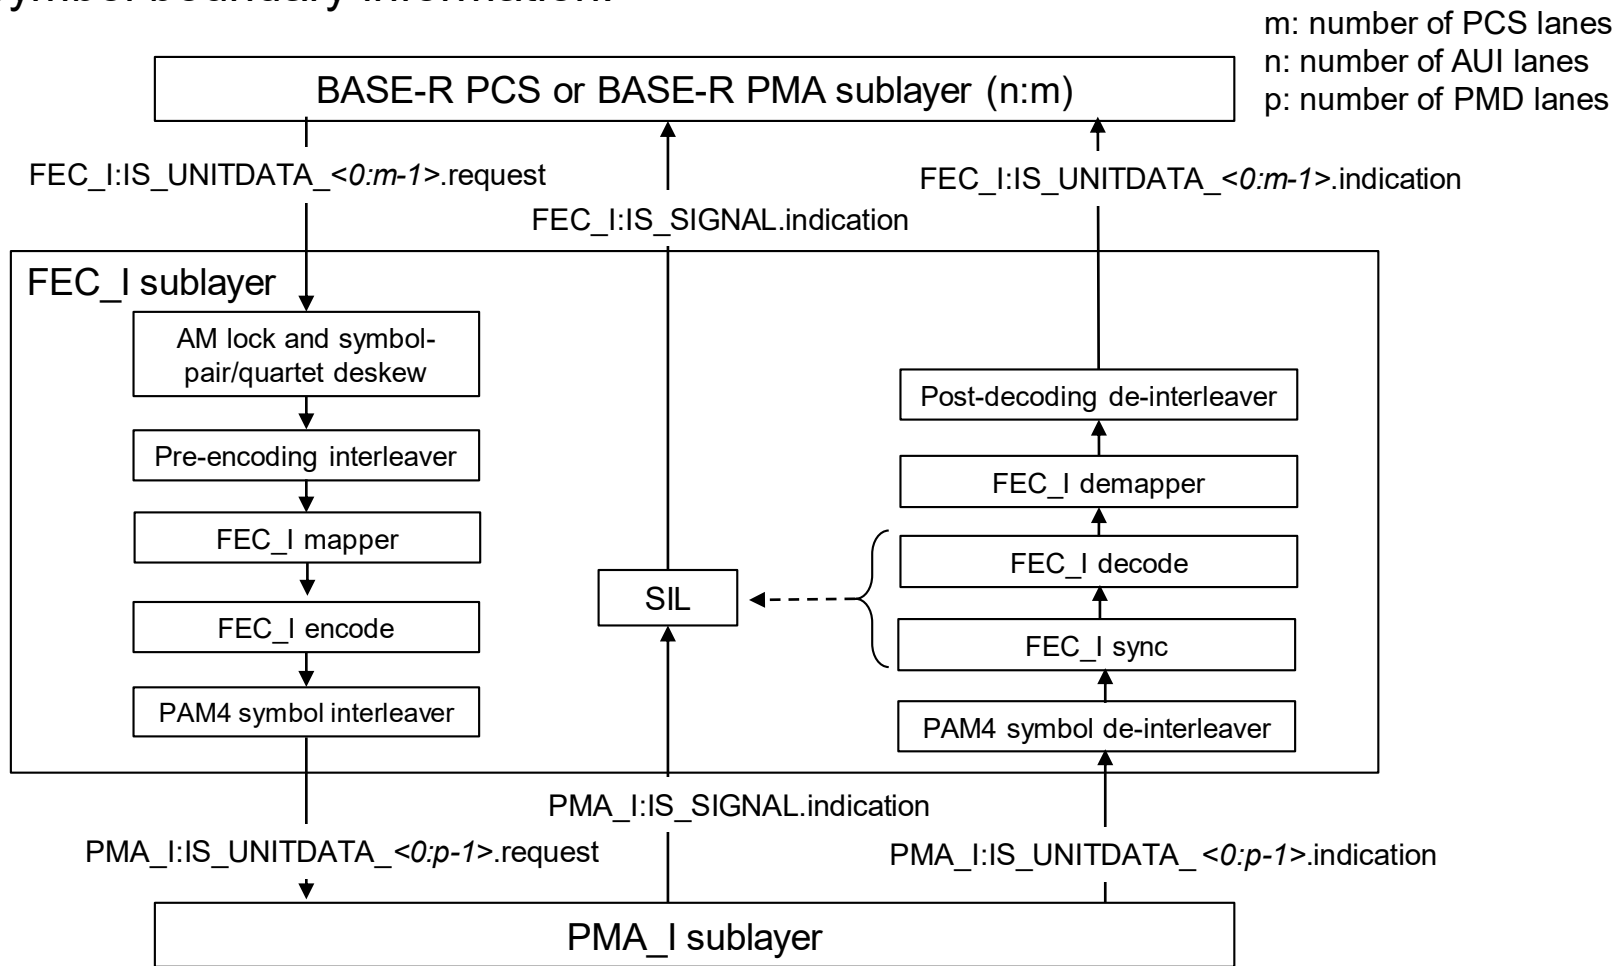 symbol boundary information.
m: number of PCS lanes
n: number of AUI lanes
p: number of PMD lanes
BASE-R PCS or BASE-R PMA sublayer (n:m)
FEC_I:IS_UNITDATA_<0:m-1>.request
FEC_I:IS_UNITDATA_<0:m-1>.indication
FEC_I:IS_SIGNAL.indication
FEC_I sublayer
AM lock and symbol-
pair/quartet deskew
Pre-encoding interleaver
FEC_I mapper
FEC_I encode
PAM4 symbol interleaver
SIL
Post-decoding de-interleaver
FEC_I demapper
FEC_I decode
FEC_I sync
PAM4 symbol de-interleaver
PMA_I:IS_SIGNAL.indication
PMA_I:IS_UNITDATA_<0:p-1>.request
PMA_I:IS_UNITDATA_<0:p-1>.indication
PMA_I sublayer